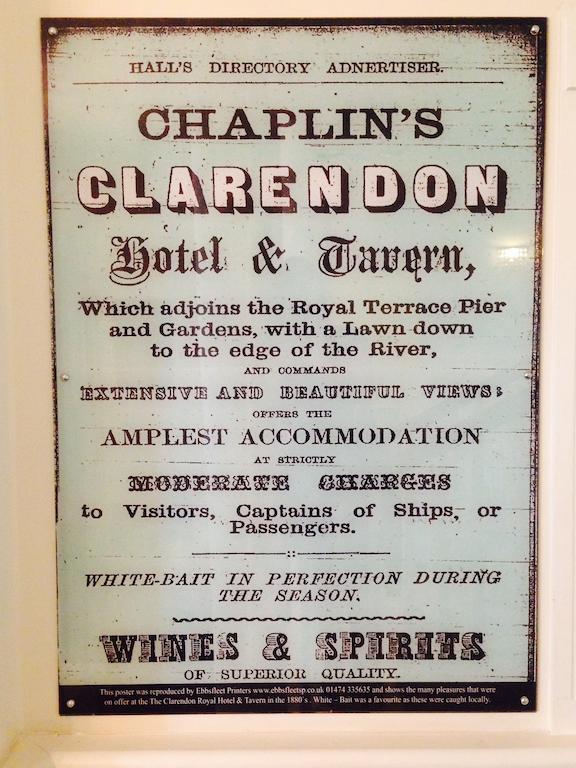 HALL'S DIRECTORY ADNERTISER.
CHAPLIN'S
CLARENDON
Hotel & Tavern,
Which adjoins the Royal Terrace Pier
and Gardens, with a Lawn down
to the edge of the River,
AND COMMANDS
EXTENSIVE AND BEAUTIFUL VIEWS;
OFFERS THE
AMPLEST ACCOMMODATION
AT STRICTLY
MODERATE CHARGES
to Visitors, Captains of Ships, or
Passengers.
WHITE-BAIT IN PERFECTION DURING
THE SEASON.
WINES & SPIRITS
OF SUPERIOR QUALITY.
This poster was reproduced by Ebbsfleet Printers www.ebbsfleetsp.co.uk 01474 335635 and shows the many pleasures that were
on offer at the The Clarendon Royal Hotel & Tavern in the 1880's . White – Bait was a favourite as these were caught locally.